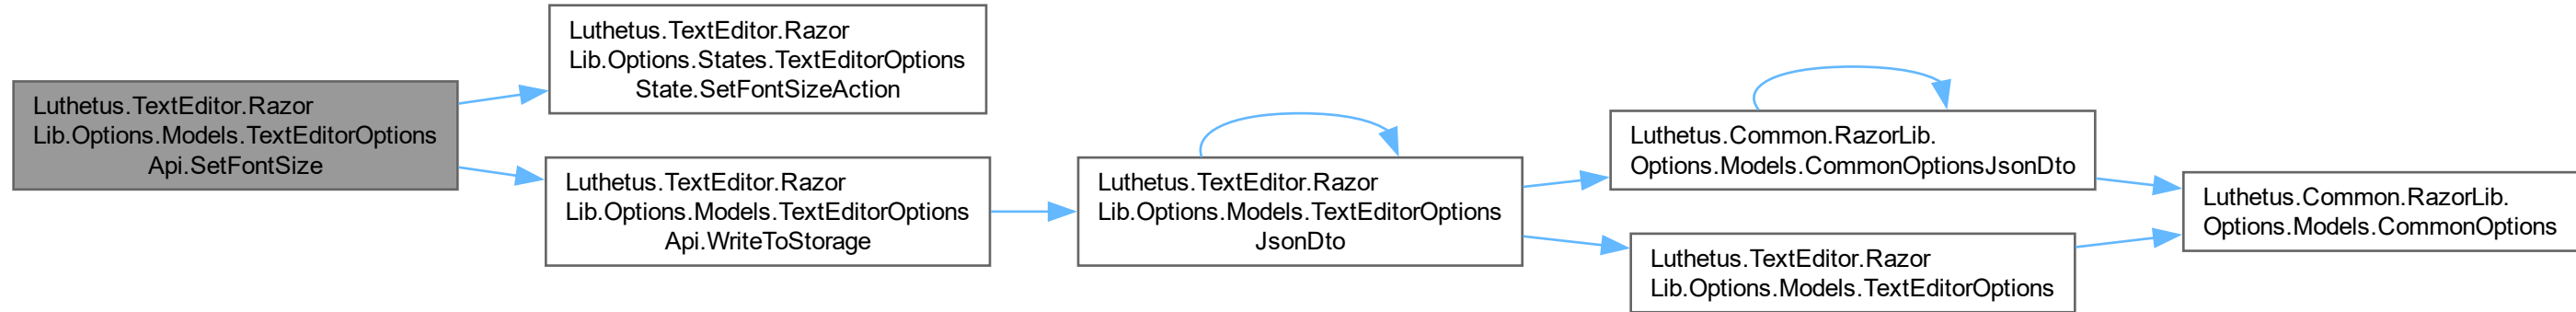 Luthetus.TextEditor.Razor
Lib.Options.Models.TextEditorOptions
Api.SetFontSize
Luthetus.TextEditor.Razor
Lib.Options.States.TextEditorOptions
State.SetFontSizeAction
Luthetus.TextEditor.Razor
Lib.Options.Models.TextEditorOptions
Api.WriteToStorage
Luthetus.TextEditor.Razor
Lib.Options.Models.TextEditorOptions
JsonDto
Luthetus.Common.RazorLib.
Options.Models.CommonOptionsJsonDto
Luthetus.TextEditor.Razor
Lib.Options.Models.TextEditorOptions
Luthetus.Common.RazorLib.
Options.Models.CommonOptions